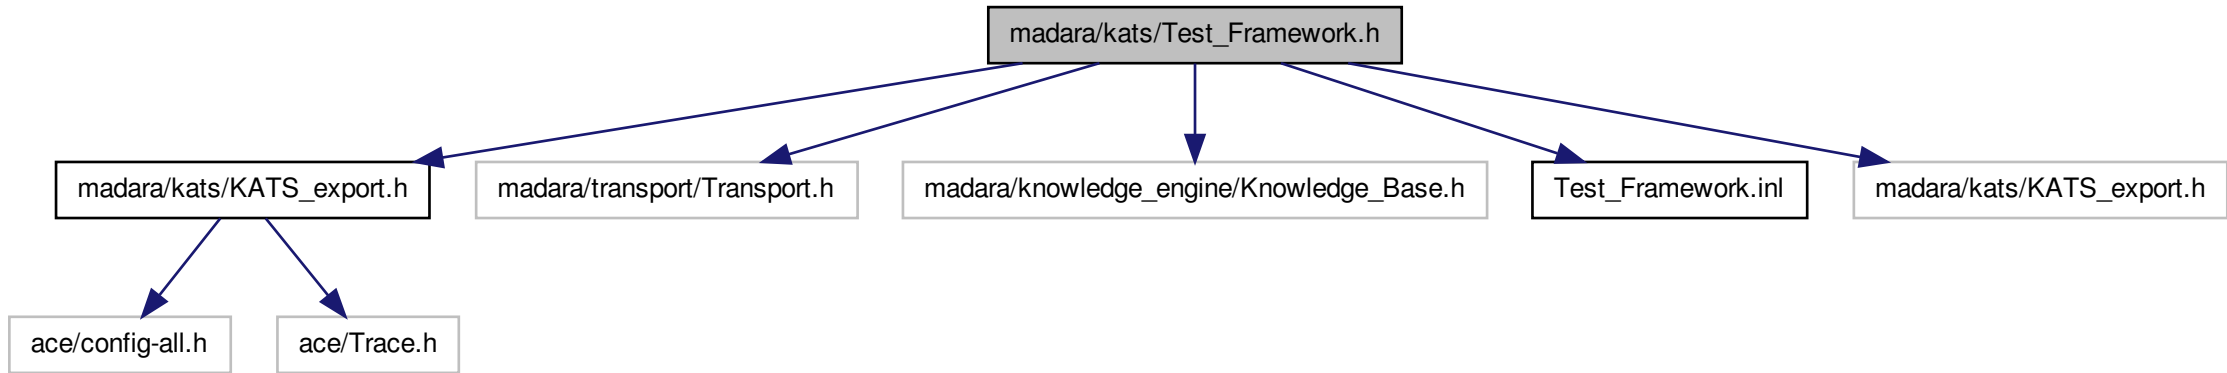 madara/kats/Test_Framework.h
madara/kats/KATS_export.h
madara/transport/Transport.h
madara/knowledge_engine/Knowledge_Base.h
Test_Framework.inl
madara/kats/KATS_export.h
ace/config-all.h
ace/Trace.h